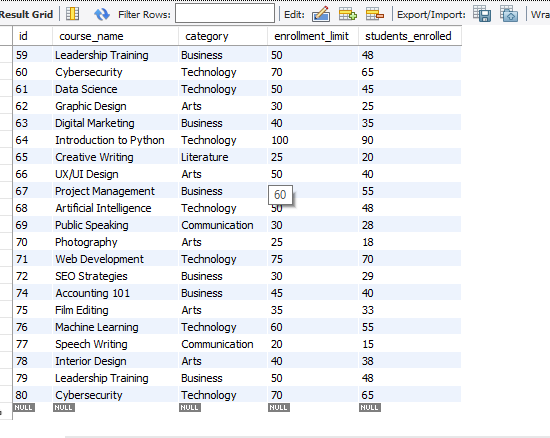 Result Grid Filter Rows: Edit: Export/Import: Wra
id course_name category enrollment_limit students_enrolled
59 Leadership Training Business 50 48
60 Cybersecurity Technology 70 65
61 Data Science Technology 50 45
62 Graphic Design Arts 30 25
63 Digital Marketing Business 40 35
64 Introduction to Python Technology 100 90
65 Creative Writing Literature 25 20
66 UX/UI Design Arts 50 40
67 Project Management Business 60 55
68 Artificial Intelligence Technology 50 48
69 Public Speaking Communication 30 28
70 Photography Arts 25 18
71 Web Development Technology 75 70
72 SEO Strategies Business 30 29
74 Accounting 101 Business 45 40
75 Film Editing Arts 35 33
76 Machine Learning Technology 60 55
77 Speech Writing Communication 20 15
78 Interior Design Arts 40 38
79 Leadership Training Business 50 48
80 Cybersecurity Technology 70 65
NULL NULL NULL NULL NULL